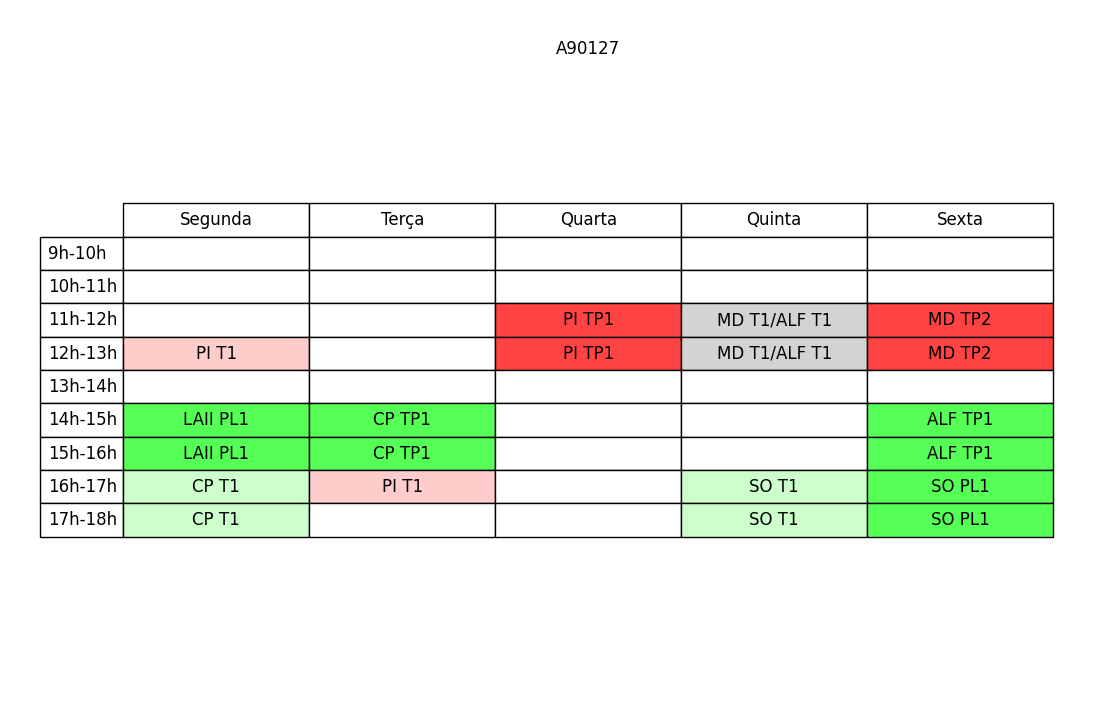 A90127
Segunda Terça Quarta Quinta Sexta
9h-10h
10h-11h
11h-12h PI TP1 MD T1/ALF T1 MD TP2
12h-13h PI T1 PI TP1 MD T1/ALF T1 MD TP2
13h-14h
14h-15h LAII PL1 CP TP1 ALF TP1
15h-16h LAII PL1 CP TP1 ALF TP1
16h-17h CP T1 PI T1 SO T1 SO PL1
17h-18h CP T1 SO T1 SO PL1